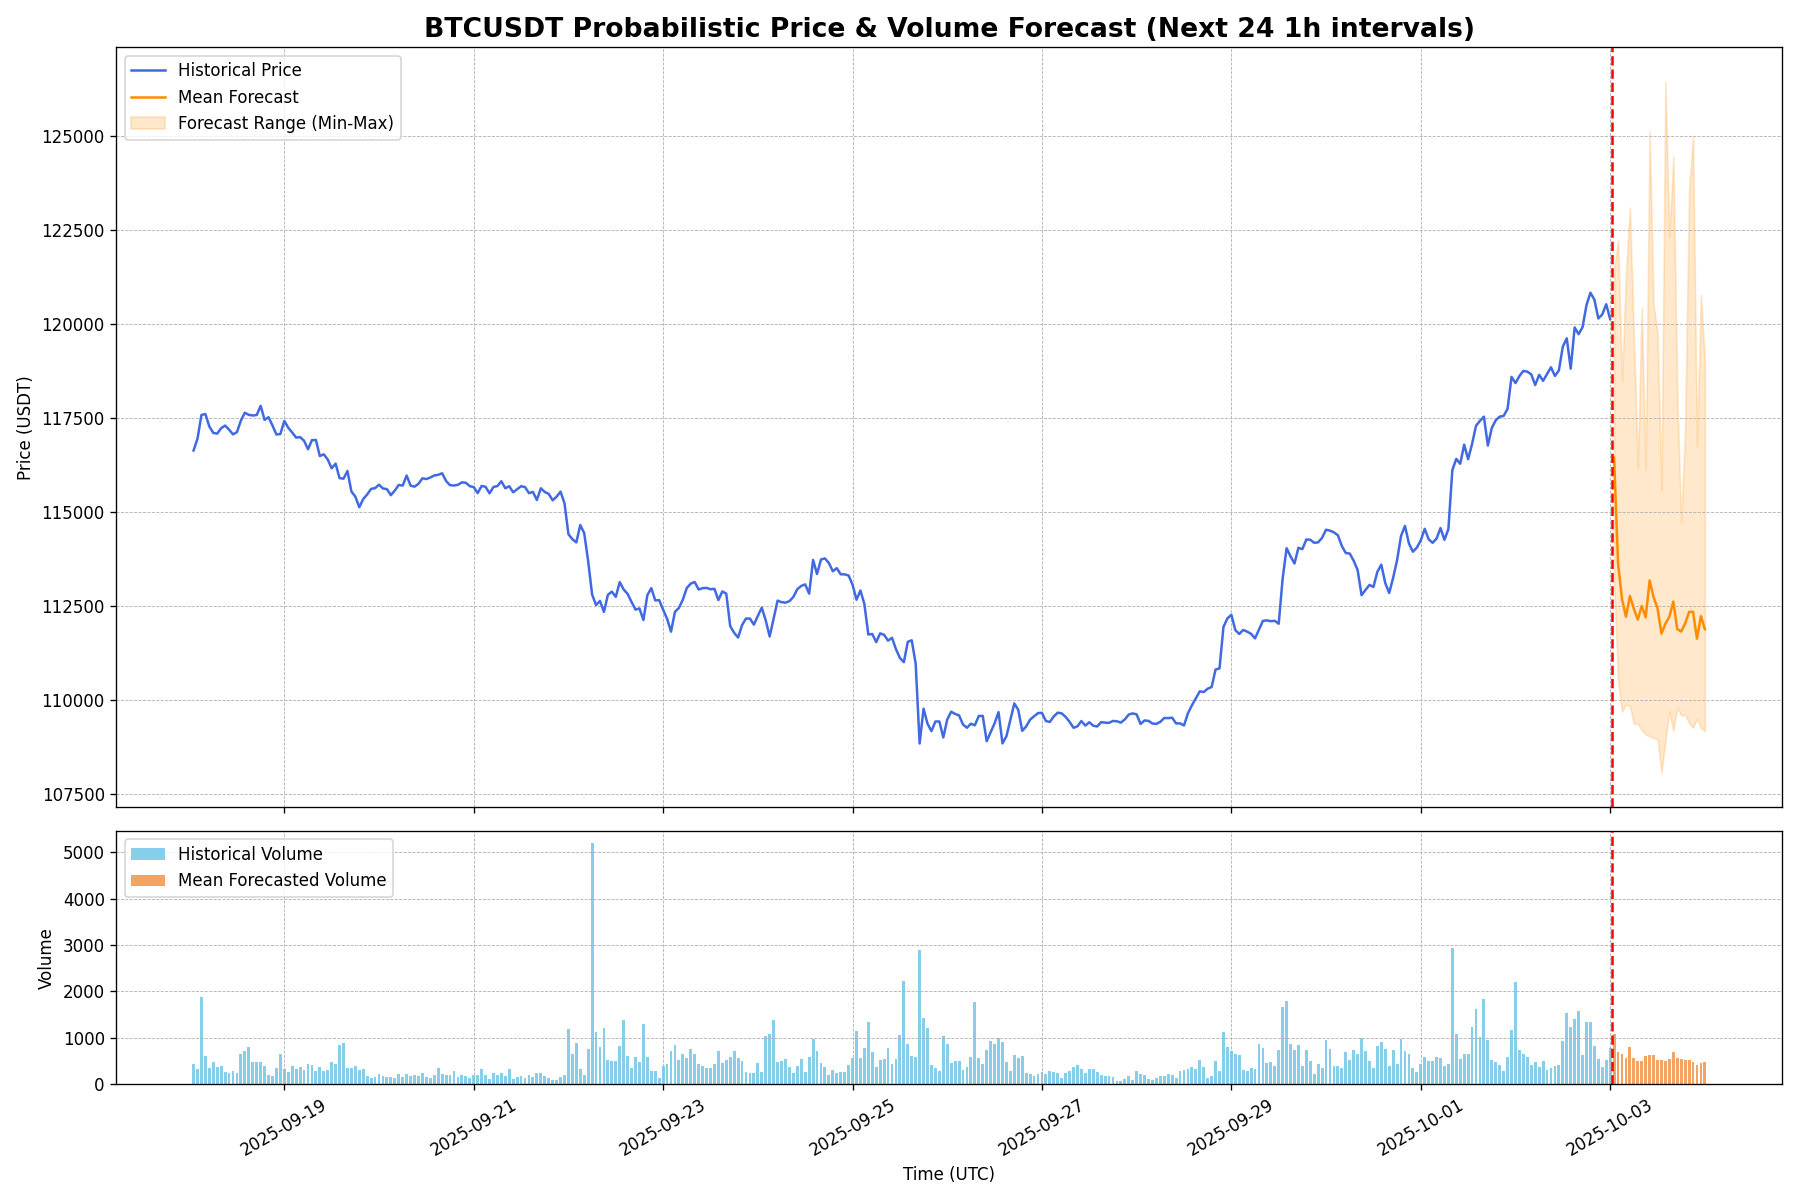 BTCUSDT Probabilistic Price & Volume Forecast (Next 24 1h intervals)
Historical Price
Mean Forecast
Forecast Range (Min-Max)
125000
122500
120000
117500
115000
112500
110000
107500
Price (USDT)
Historical Volume
Mean Forecasted Volume
5000
4000
3000
2000
1000
0
Volume
2025-09-19
2025-09-21
2025-09-23
2025-09-25
2025-09-27
2025-09-29
2025-10-01
2025-10-03
Time (UTC)